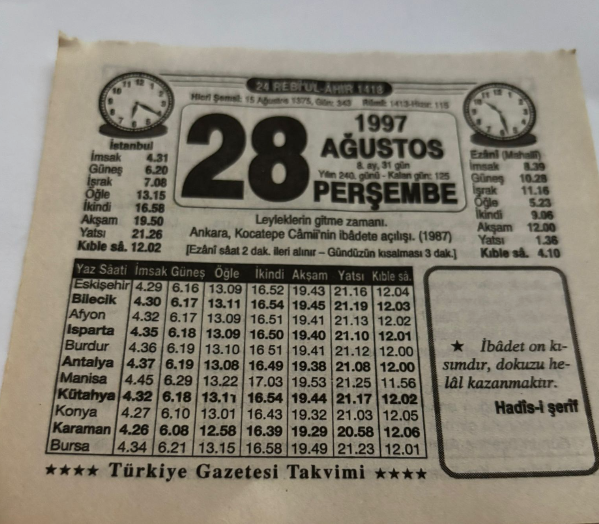 24 REBİ'UL-ÂHIR 1418
Hicrî Şemsî: 15 Ağustos 1375, Gün: 343 Rûmî: 1413-Hızır: 115
28
1997
AĞUSTOS
8. ay, 31 gün
Yılın 240. günü - Kalan gün: 125
PERŞEMBE
İstanbul
İmsak 4.31
Güneş 6.20
İşrak 7.08
Öğle 13.15
İkindi 16.58
Akşam 19.50
Yatsı 21.26
Kıble sâ. 12.02
Ezânî (Mahallî)
İmsak 8.39
Güneş 10.28
İşrak 11.16
Öğle 5.23
İkindi 9.06
Akşam 12.00
Yatsı 1.36
Kıble sâ. 4.10
Leyleklerin gitme zamanı.
Ankara, Kocatepe Câmii'nin ibâdete açılışı. (1987)
[Ezânî sâat 2 dak. ileri alınır – Gündüzün kısalması 3 dak.]
Yaz Sâati İmsak Güneş Öğle İkindi Akşam Yatsı Kıble sâ.
Eskişehir 4.29 6.16 13.09 16.52 19.43 21.16 12.04
Bilecik 4.30 6.17 13.11 16.54 19.45 21.19 12.03
Afyon 4.32 6.17 13.09 16.51 19.41 21.13 12.02
Isparta 4.35 6.18 13.09 16.50 19.40 21.10 12.01
Burdur 4.36 6.19 13.10 16 51 19.41 21.12 12.00
Antalya 4.37 6.19 13.08 16.49 19.38 21.08 12.00
Manisa 4.45 6.29 13.22 17.03 19.53 21.25 11.56
Kütahya 4.32 6.18 13.11 16.54 19.44 21.17 12.02
Konya 4.27 6.10 13.01 16.43 19.32 21.03 12.05
Karaman 4.26 6.08 12.58 16.39 19.29 20.58 12.06
Bursa 4.34 6.21 13.15 16.58 19.49 21.23 12.01
★ İbâdet on kı-
sımdır, dokuzu he-
lâl kazanmaktır.
Hadîs-i şerîf
★★★★ Türkiye Gazetesi Takvimi ★★★★